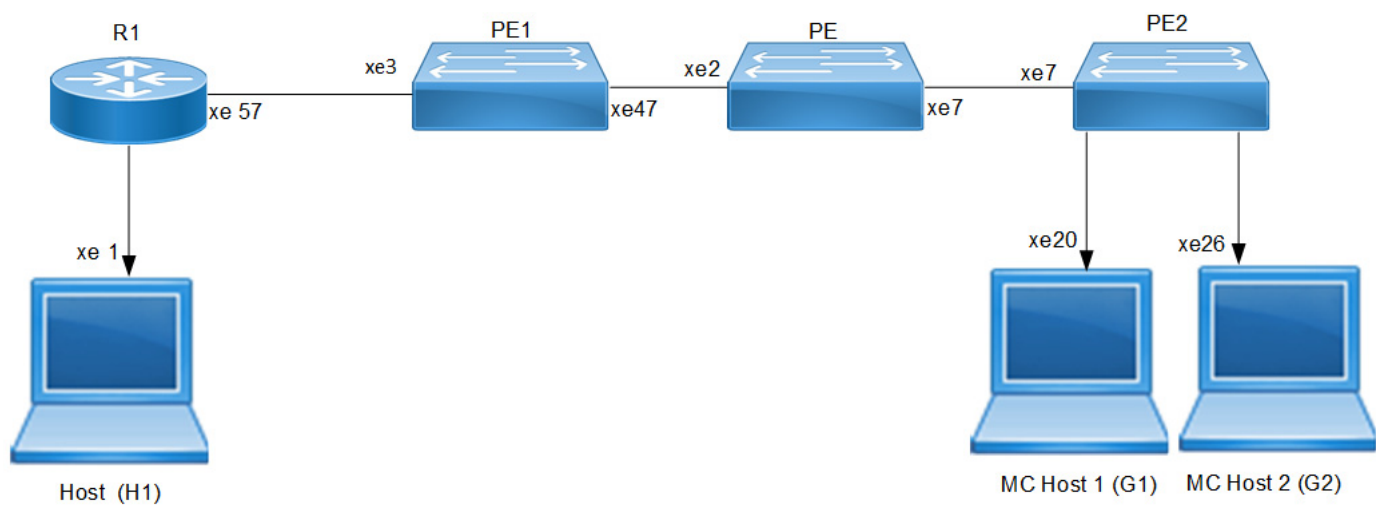 R1
PE1
PE
PE2
xe 57
xe3
xe47
xe2
xe7
xe7
xe 1
xe20
xe26
Host (H1)
MC Host 1 (G1)
MC Host 2 (G2)